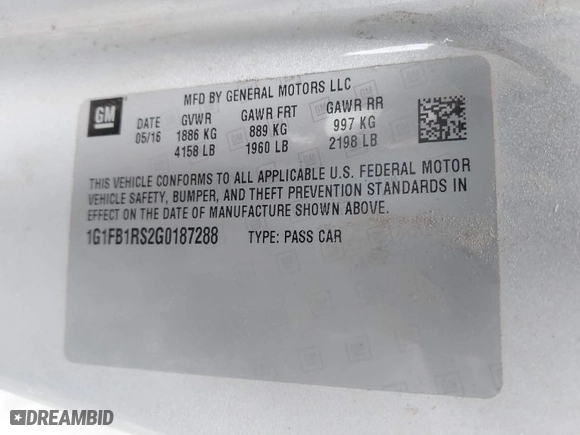 MFD BY GENERAL MOTORS LLC
GM
DATE GVWR GAWR FRT GAWR RR
05/16 1886 KG 889 KG 997 KG
4158 LB 1960 LB 2198 LB
THIS VEHICLE CONFORMS TO ALL APPLICABLE U.S. FEDERAL MOTOR
VEHICLE SAFETY, BUMPER, AND THEFT PREVENTION STANDARDS IN
EFFECT ON THE DATE OF MANUFACTURE SHOWN ABOVE.
1G1FB1RS2G0187288 TYPE: PASS CAR
DREAMBID